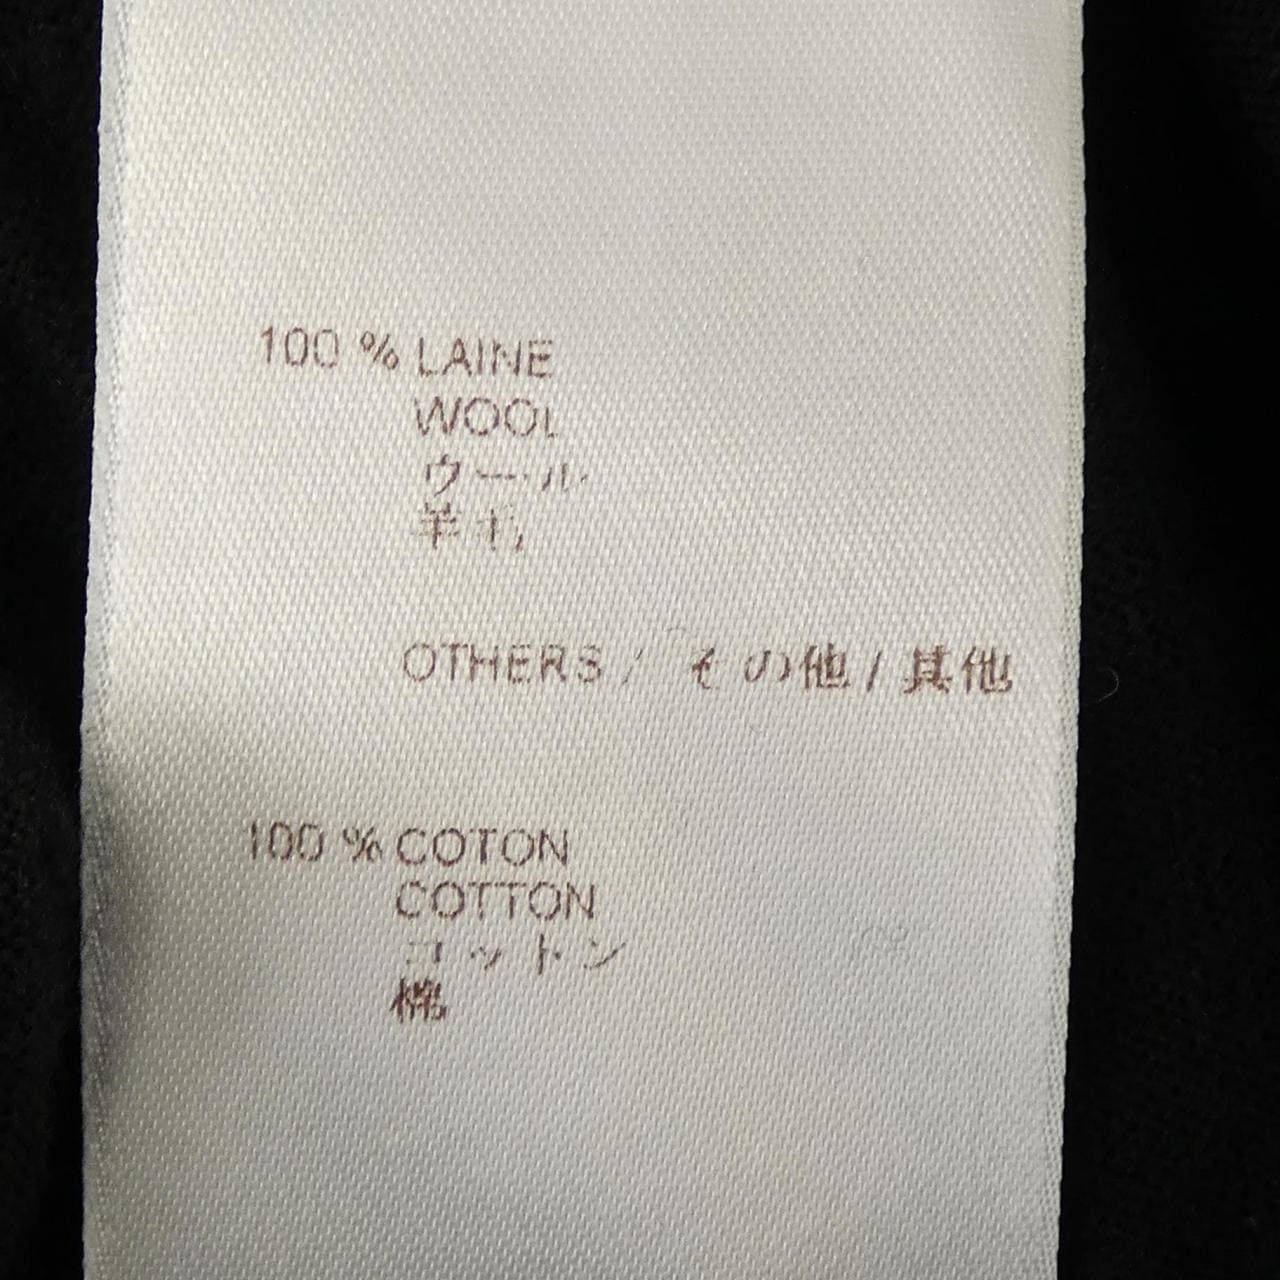 100 % LAINE
WOOL
ウール
羊毛
OTHERS / その他 / 其他
100 % COTON
COTTON
コットン
棉